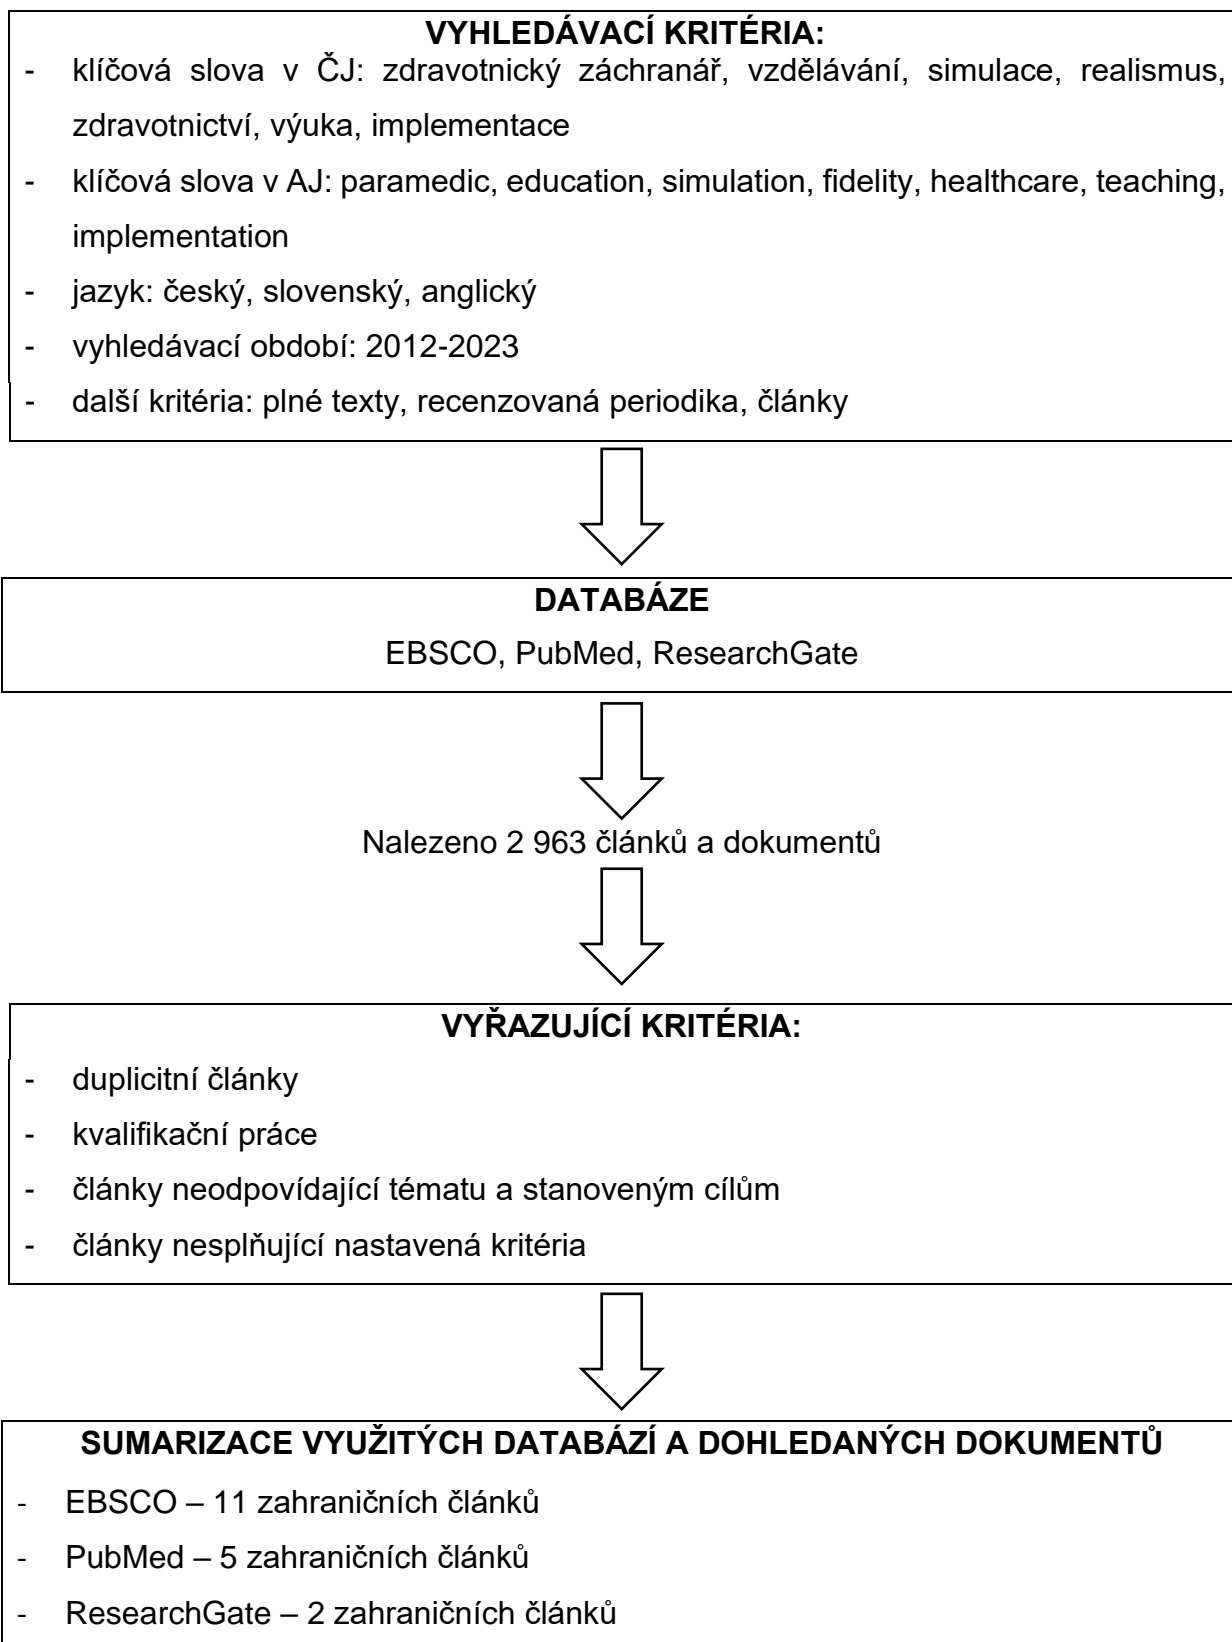 VYHLEDÁVACÍ KRITÉRIA:
- klíčová slova v ČJ: zdravotnický záchranář, vzdělávání, simulace, realismus,
zdravotnictví, výuka, implementace
- klíčová slova v AJ: paramedic, education, simulation, fidelity, healthcare, teaching,
implementation
- jazyk: český, slovenský, anglický
- vyhledávací období: 2012-2023
- další kritéria: plné texty, recenzovaná periodika, články
DATABÁZE
EBSCO, PubMed, ResearchGate
Nalezeno 2 963 článků a dokumentů
VYŘAZUJÍCÍ KRITÉRIA:
- duplicitní články
- kvalifikační práce
- články neodpovídající tématu a stanoveným cílům
- články nesplňující nastavená kritéria
SUMARIZACE VYUŽITÝCH DATABÁZÍ A DOHLEDANÝCH DOKUMENTŮ
- EBSCO – 11 zahraničních článků
- PubMed – 5 zahraničních článků
- ResearchGate – 2 zahraničních článků